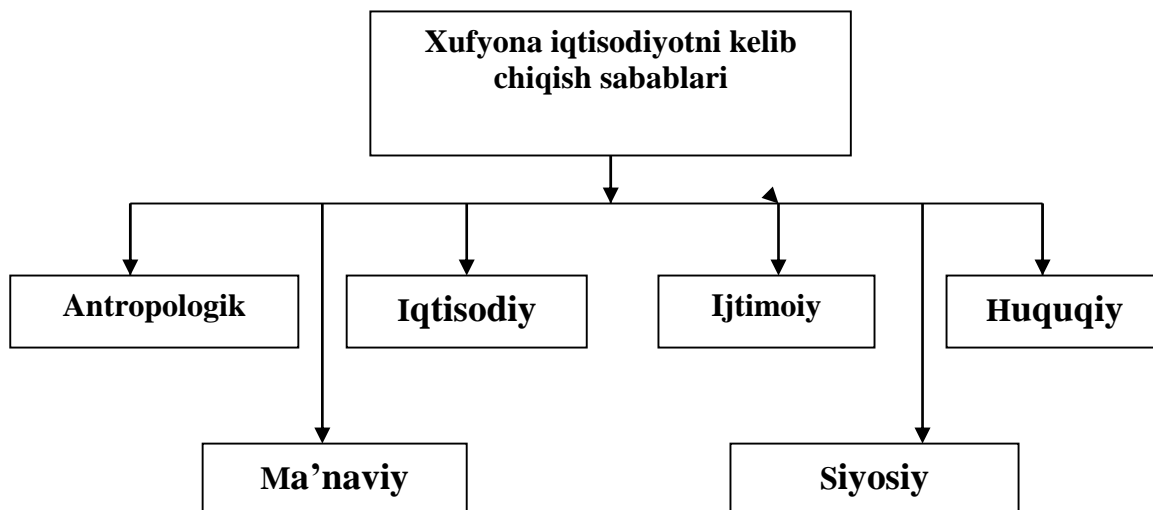 Xufyona iqtisodiyotni kelib
chiqish sabablari
Antropologik
Iqtisodiy
Ijtimoiy
Huquqiy
Ma’naviy
Siyosiy